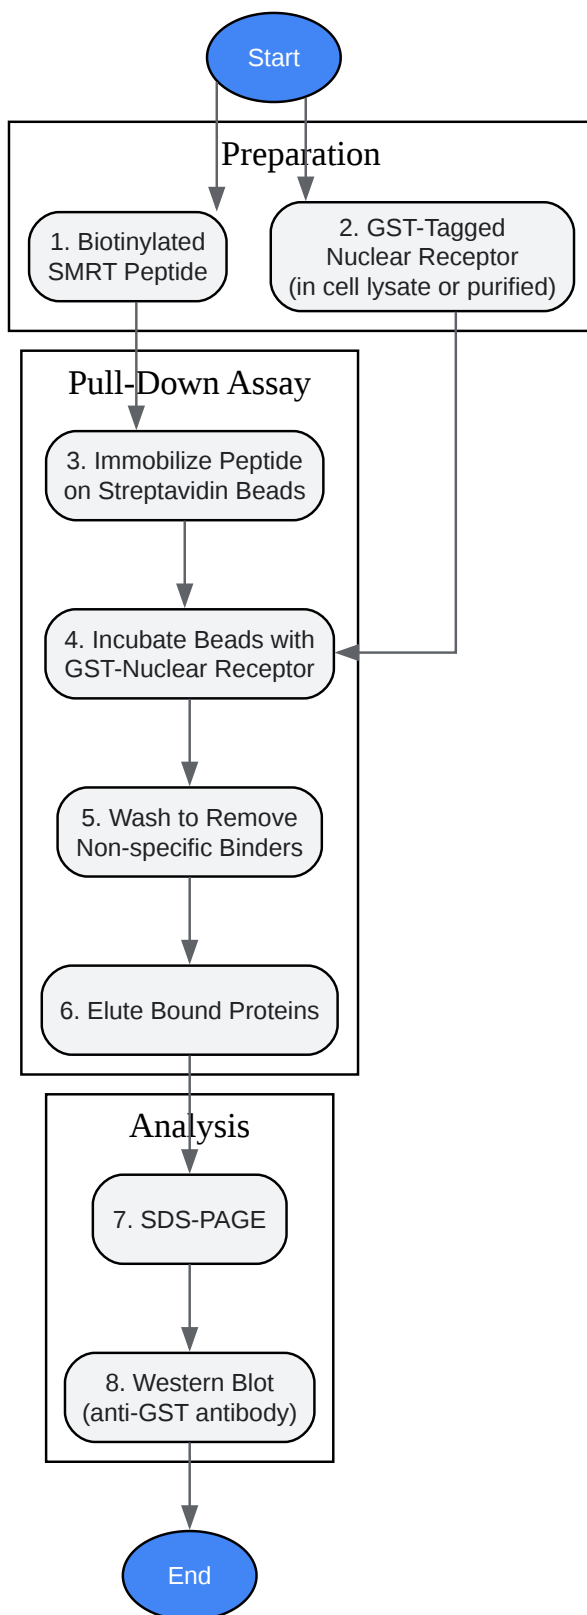 Start
Preparation
1. Biotinylated
SMRT Peptide
2. GST-Tagged
Nuclear Receptor
(in cell lysate or purified)
Pull-Down Assay
3. Immobilize Peptide
on Streptavidin Beads
4. Incubate Beads with
GST-Nuclear Receptor
5. Wash to Remove
Non-specific Binders
6. Elute Bound Proteins
Analysis
7. SDS-PAGE
8. Western Blot
(anti-GST antibody)
End